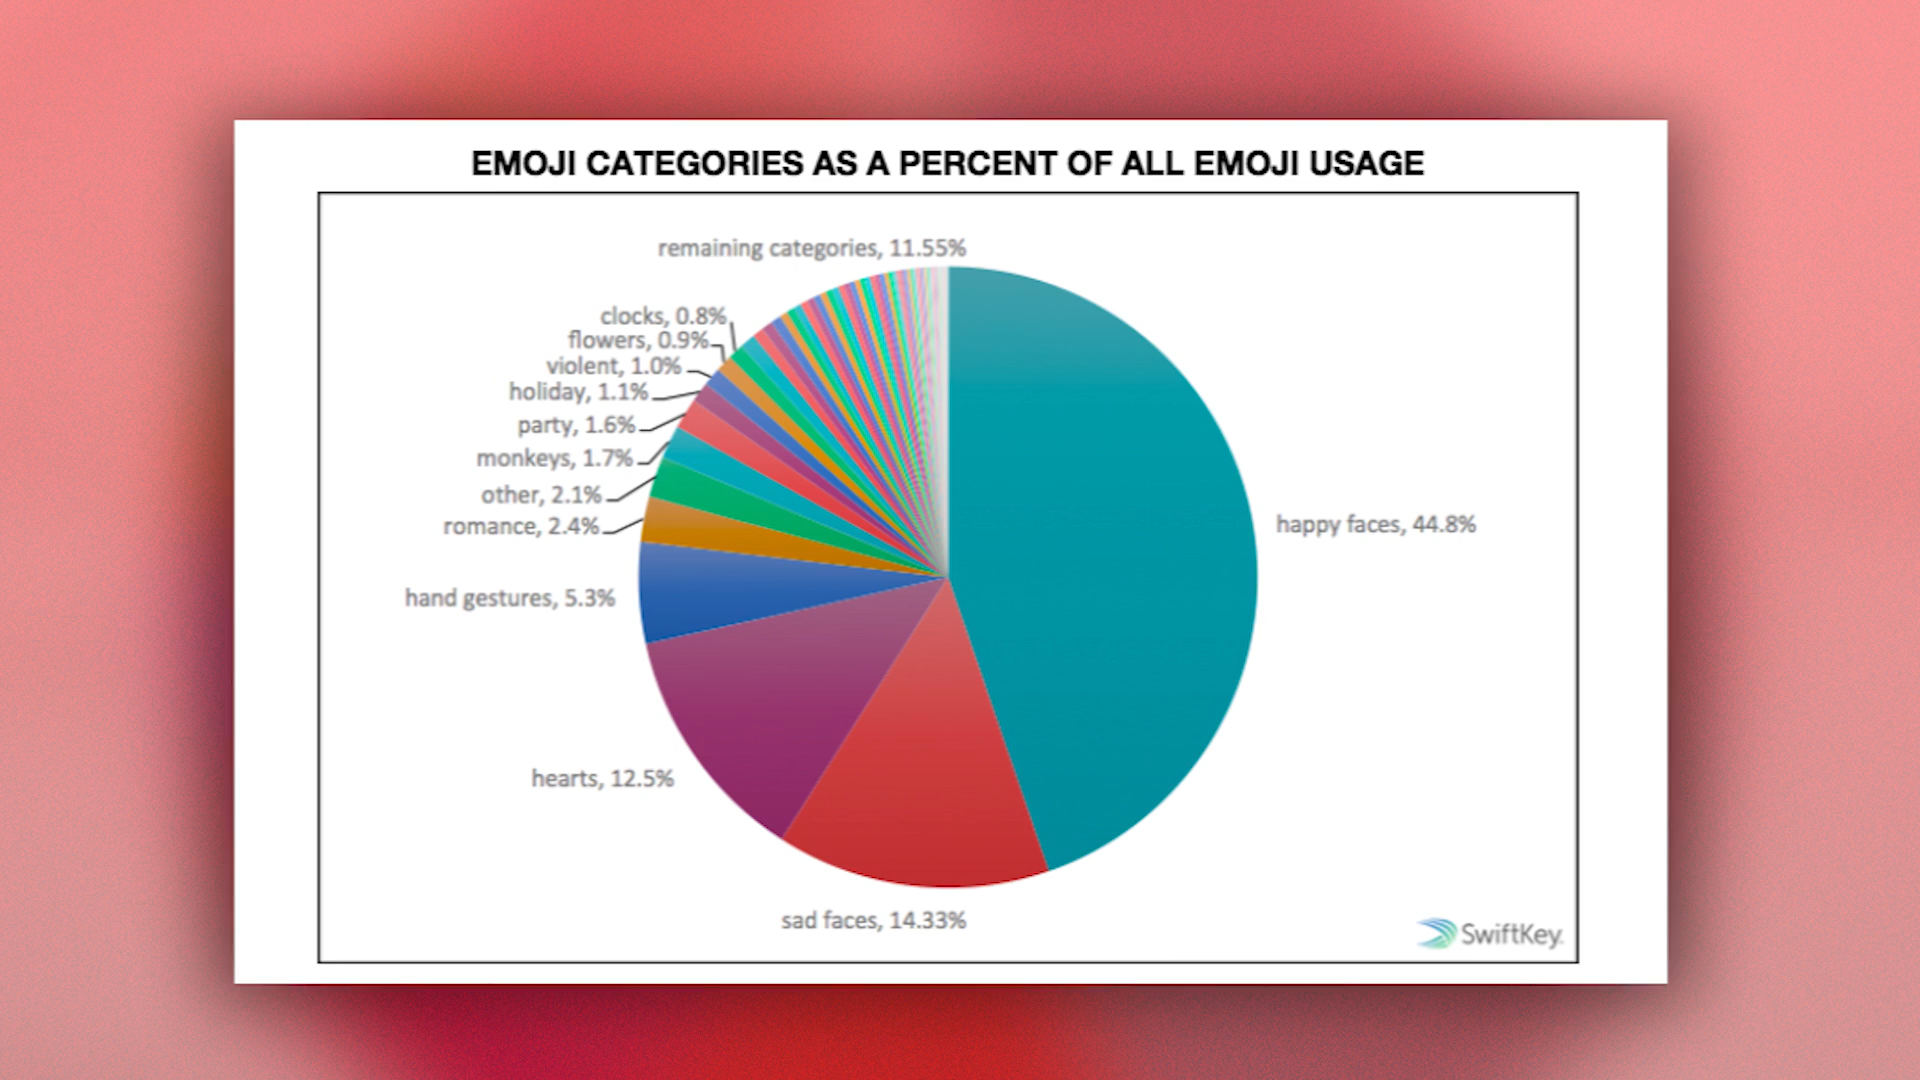 EMOJI CATEGORIES AS A PERCENT OF ALL EMOJI USAGE
remaining categories, 11.55%
clocks, 0.8%
flowers, 0.9%
violent, 1.0%
holiday, 1.1%
party, 1.6%
monkeys, 1.7%
other, 2.1%
romance, 2.4%
happy faces, 44.8%
hand gestures, 5.3%
hearts, 12.5%
sad faces, 14.33%
SwiftKey.